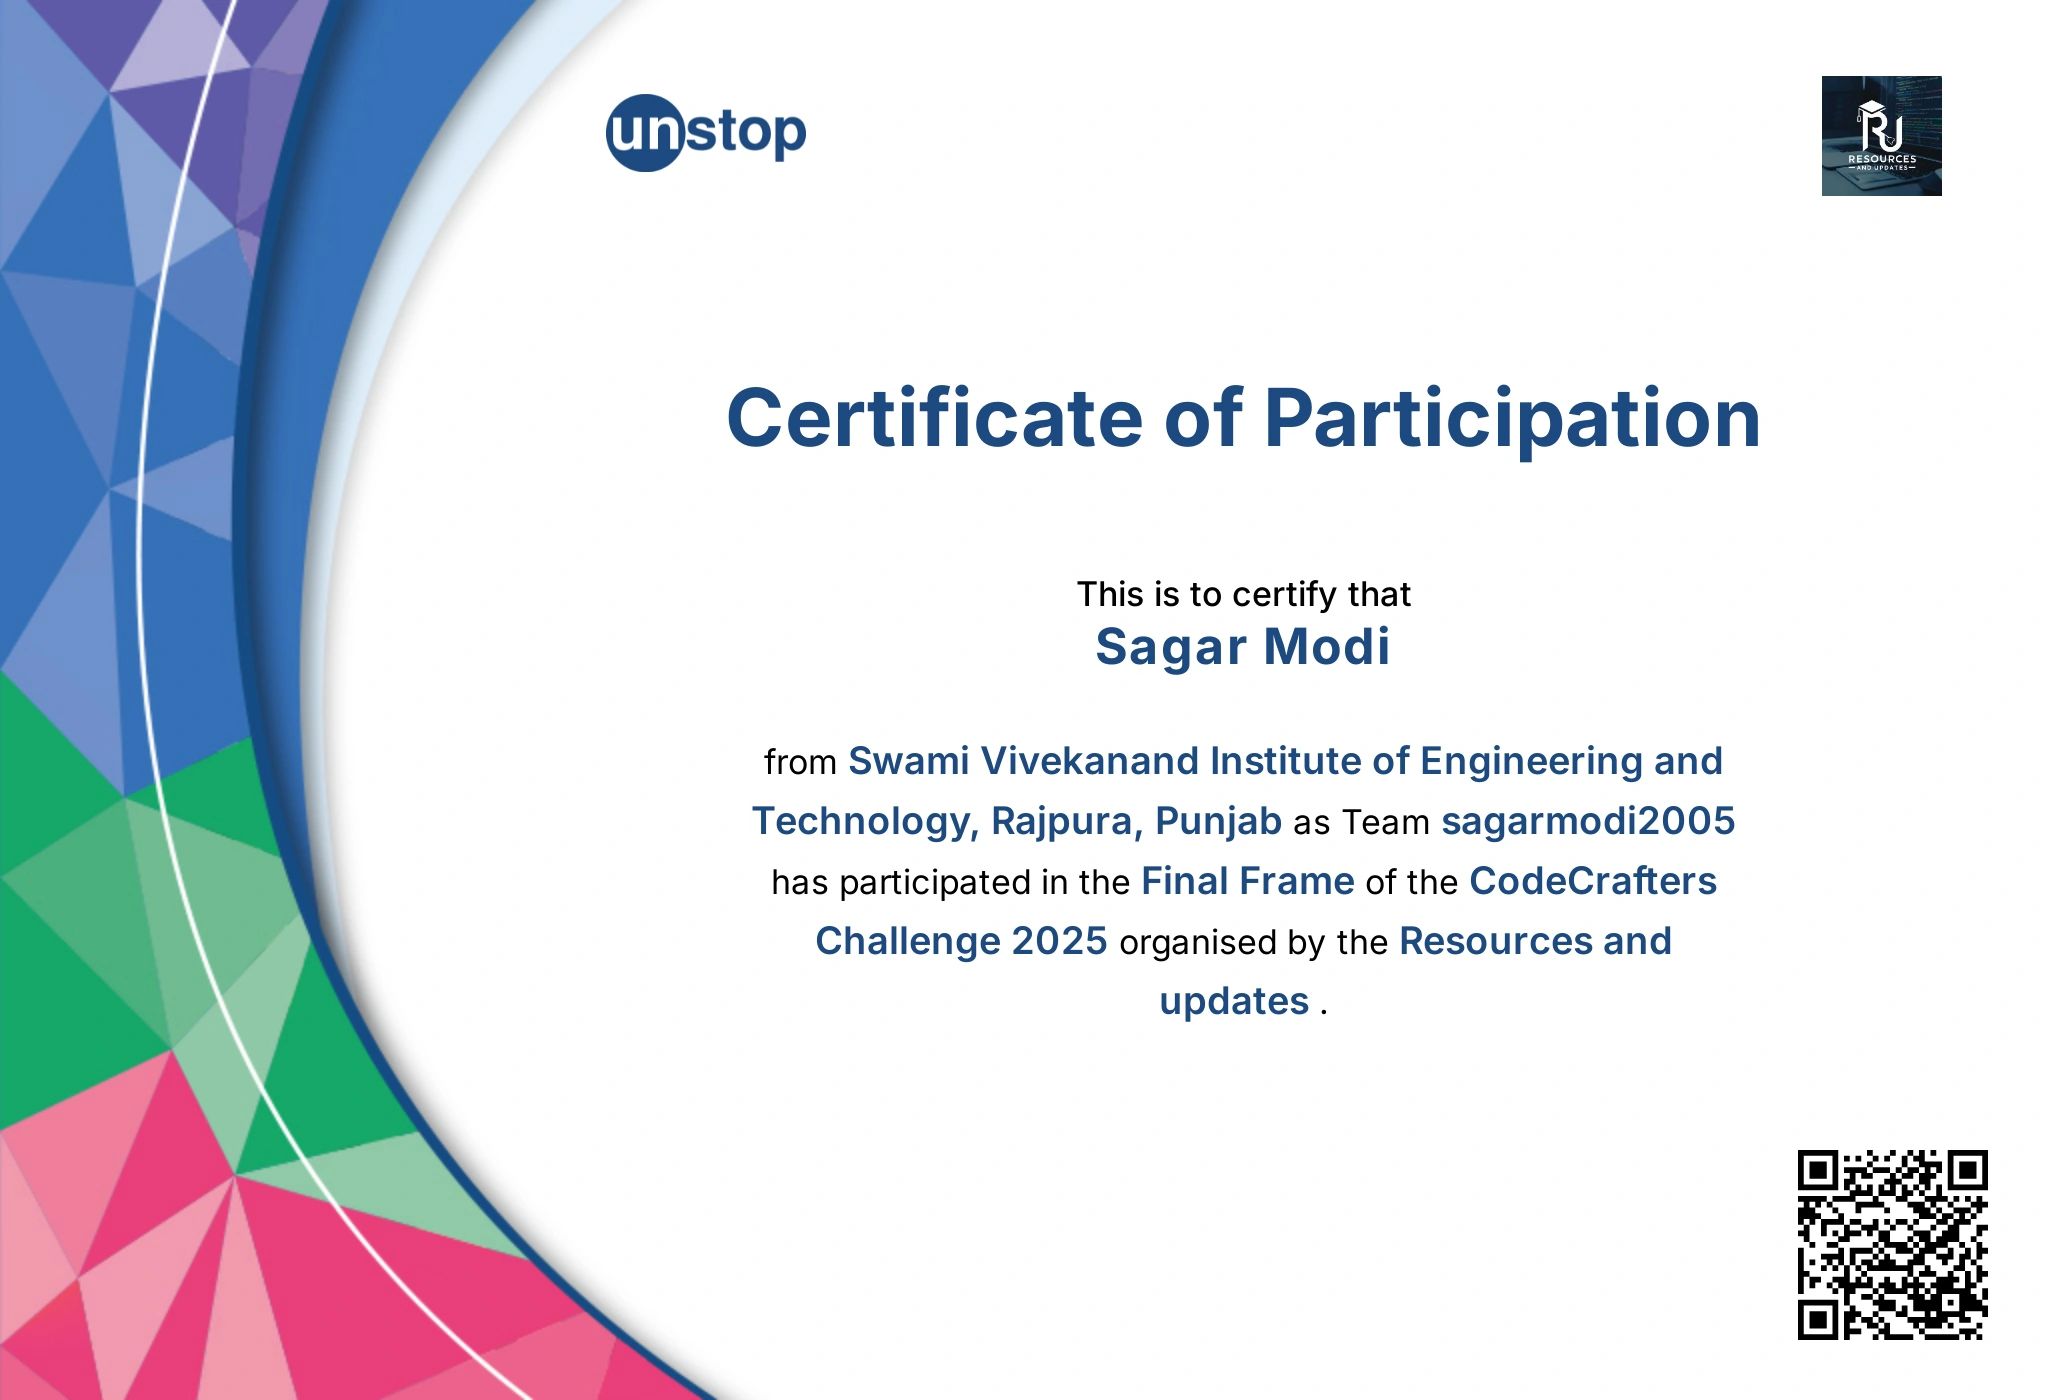 unstop
RU
RESOURCES
AND UPDATES
Certificate of Participation
This is to certify that
Sagar Modi
from Swami Vivekanand Institute of Engineering and
Technology, Rajpura, Punjab as Team sagarmodi2005
has participated in the Final Frame of the CodeCrafters
Challenge 2025 organised by the Resources and
updates .